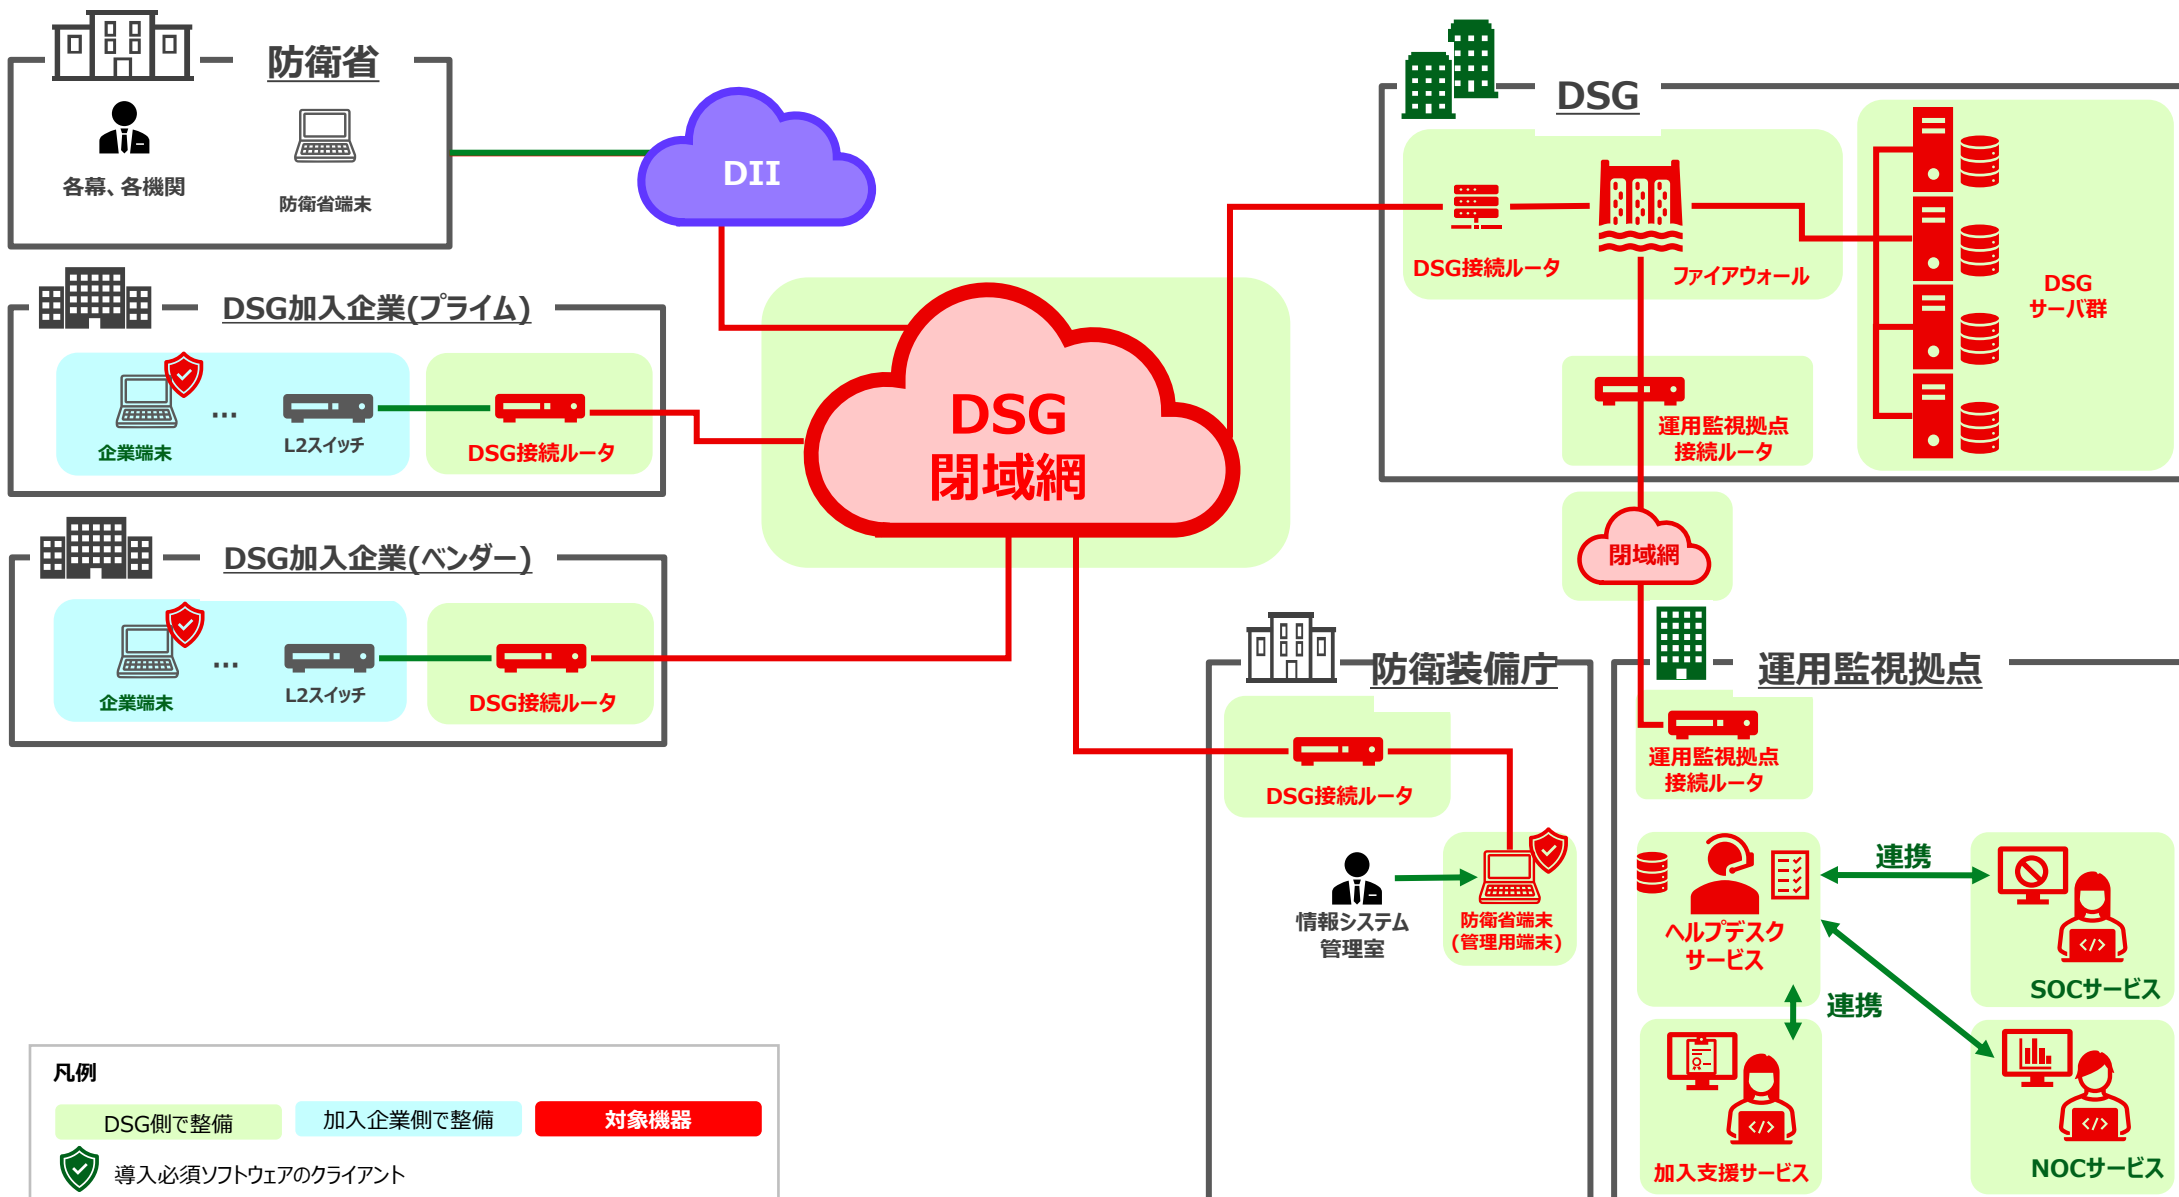 防衛省
各幕、各機関
防衛省端末
DII
DSG加入企業(プライム)
企業端末
...
L2スイッチ
DSG接続ルータ
DSG加入企業(ベンダー)
企業端末
...
L2スイッチ
DSG接続ルータ
DSG
閉域網
DSG
DSG接続ルータ
ファイアウォール
DSG
サーバ群
運用監視拠点
接続ルータ
閉域網
防衛装備庁
DSG接続ルータ
情報システム
管理室
防衛省端末
(管理用端末)
運用監視拠点
運用監視拠点
接続ルータ
ヘルプデスク
サービス
連携
SOCサービス
連携
加入支援サービス
NOCサービス
凡例
DSG側で整備
加入企業側で整備
対象機器
導入必須ソフトウェアのクライアント